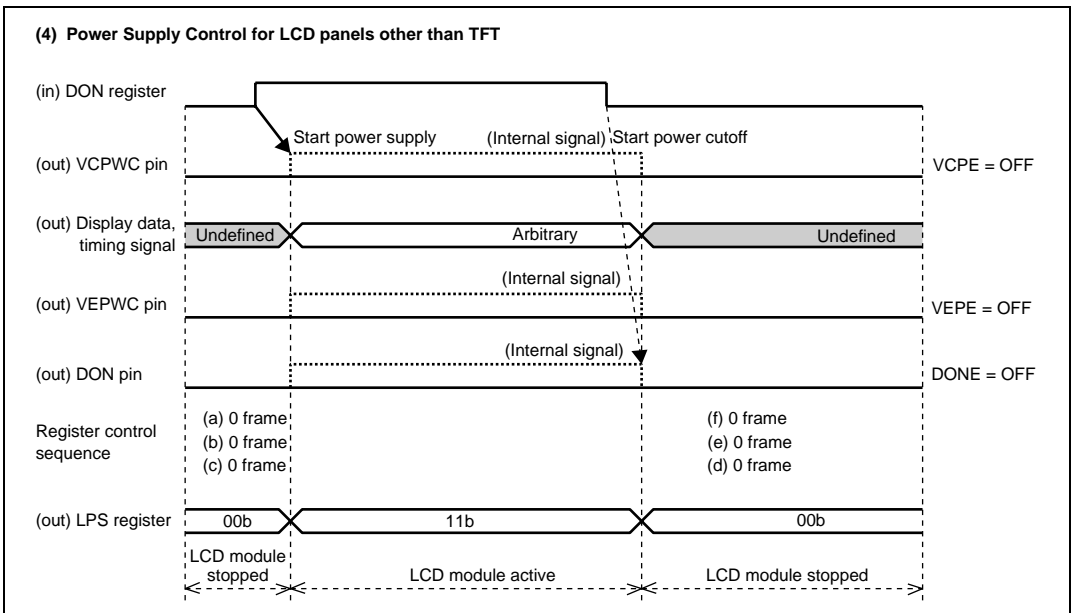 (4) Power Supply Control for LCD panels other than TFT
(in) DON register
Start power supply
(Internal signal)
Start power cutoff
(out) VCPWC pin
VCPE = OFF
(out) Display data,
timing signal
Undefined
Arbitrary
Undefined
(Internal signal)
(out) VEPWC pin
VEPE = OFF
(Internal signal)
(out) DON pin
DONE = OFF
Register control
sequence
(a) 0 frame
(b) 0 frame
(c) 0 frame
(f) 0 frame
(e) 0 frame
(d) 0 frame
(out) LPS register
00b
11b
00b
LCD module
stopped
LCD module active
LCD module stopped